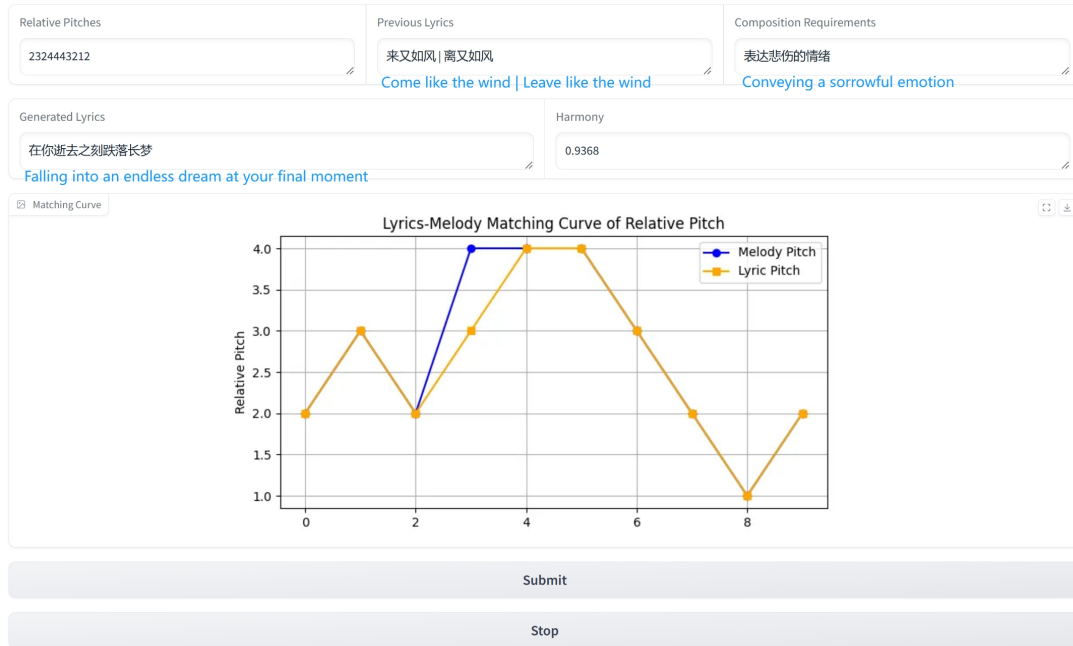 Relative Pitches
2324443212
Previous Lyrics
来又如风 | 离又如风
Come like the wind | Leave like the wind
Composition Requirements
表达悲伤的情绪
Conveying a sorrowful emotion
Generated Lyrics
在你逝去之刻跌落长梦
Falling into an endless dream at your final moment
Harmony
0.9368
Matching Curve
Lyrics-Melody Matching Curve of Relative Pitch
Melody Pitch
Lyric Pitch
Relative Pitch
4.0
3.5
3.0
2.5
2.0
1.5
1.0
0 2 4 6 8
Submit
Stop